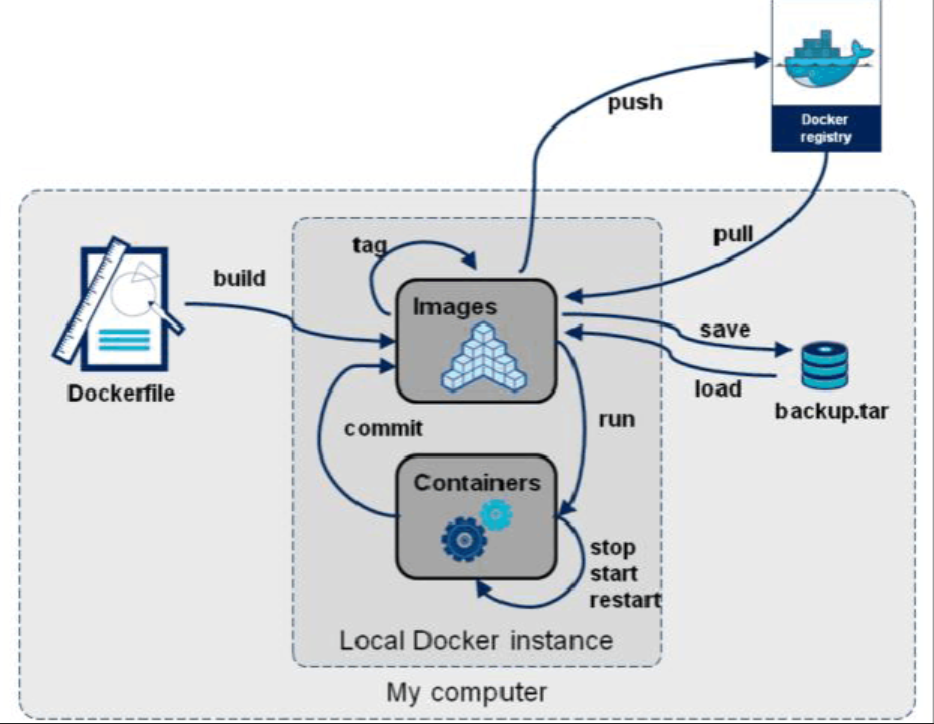 push
Docker
registry
tag
pull
build
Images
save
load
Dockerfile
backup.tar
commit
run
Containers
stop
start
restart
Local Docker instance
My computer